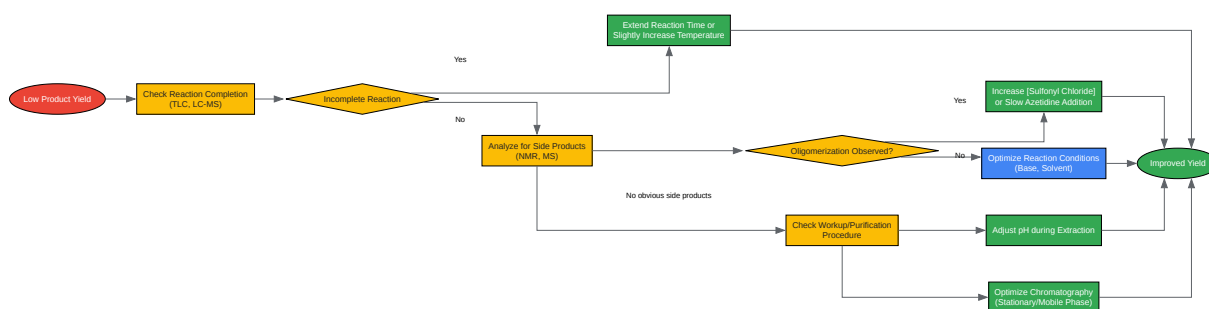 Extend Reaction Time or
Slightly Increase Temperature
Yes
Low Product Yield
Check Reaction Completion
(TLC, LC-MS)
Incomplete Reaction
No
Analyze for Side Products
(NMR, MS)
Oligomerization Observed?
Yes
Increase [Sulfonyl Chloride]
or Slow Azetidine Addition
No
Optimize Reaction Conditions
(Base, Solvent)
Improved Yield
No obvious side products
Check Workup/Purification
Procedure
Adjust pH during Extraction
Optimize Chromatography
(Stationary/Mobile Phase)